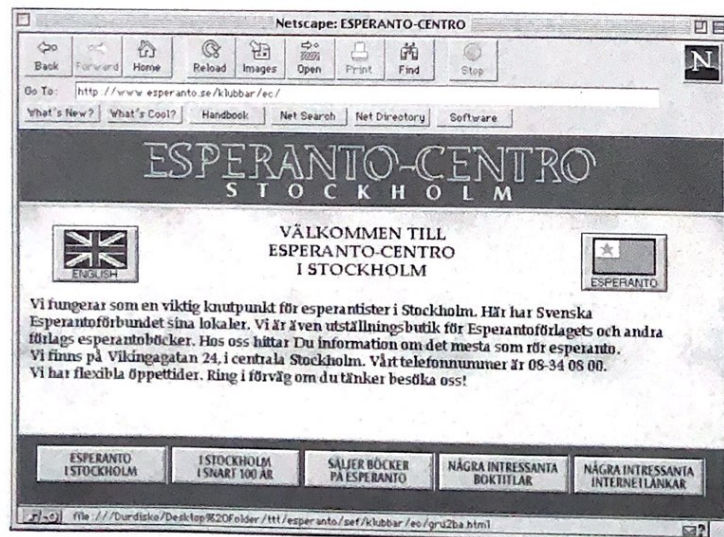 Netscape: ESPERANTO-CENTRO
Back Forward Home Reload Images Open Print Find Stop
N
Go To: http://www.esperanto.se/klubbar/ec/
What's New? What's Cool? Handbook Net Search Net Directory Software
ESPERANTO-CENTRO
STOCKHOLM
ENGLISH
VÄLKOMMEN TILL
ESPERANTO-CENTRO
I STOCKHOLM
ESPERANTO
Vi fungerar som en viktig knutpunkt för esperantister i Stockholm. Här har Svenska
Esperantoförbundet sina lokaler. Vi är även utställningsbutik för Esperantoförlagets och andra
förlags esperantoböcker. Hos oss hittar Du information om det mesta som rör esperanto.
Vi finns på Vikingagatan 24, i centrala Stockholm. Vårt telefonnummer är 08-34 08 00.
Vi har flexibla öppettider. Ring i förväg om du tänker besöka oss!
ESPERANTO
I STOCKHOLM
I STOCKHOLM
I SNART 100 ÅR
SÄLJER BÖCKER
PÅ ESPERANTO
NÅGRA INTRESSANTA
BOKTITLAR
NÅGRA INTRESSANTA
INTERNETLÄNKAR
file:///Durdisko/Desktop%20Folder/ttt/esperanto/sef/klubbar/ec/gru2ba.html